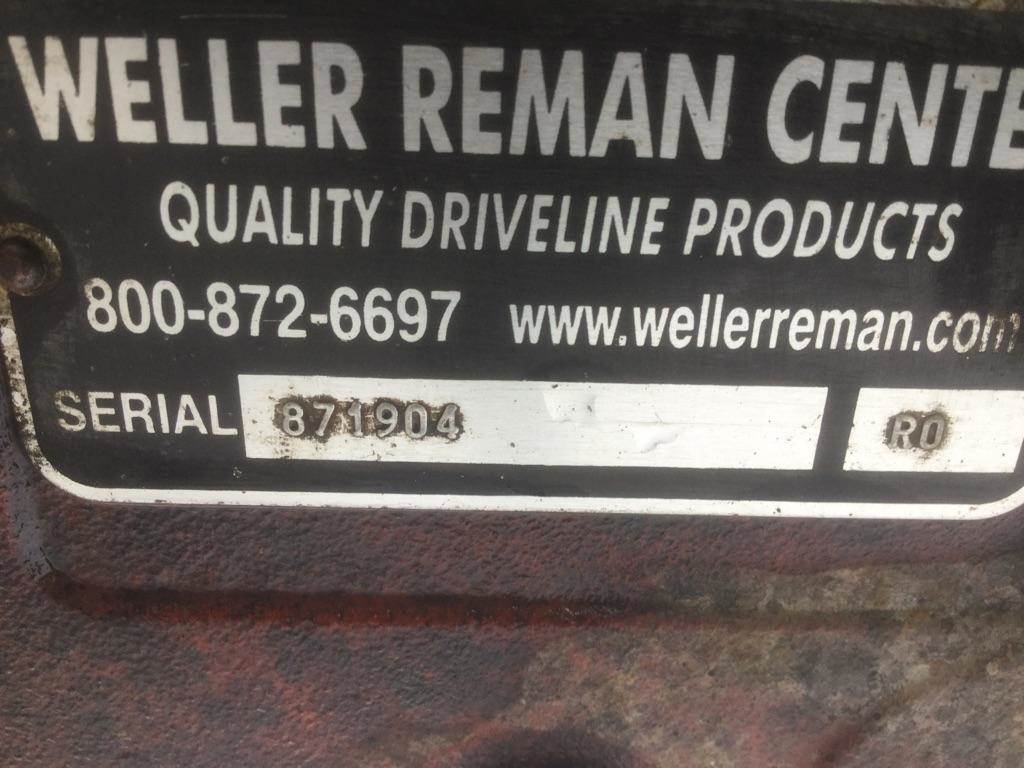 WELLER REMAN CENTE
QUALITY DRIVELINE PRODUCTS
800-872-6697 www.wellerreman.com
SERIAL 871904 RO